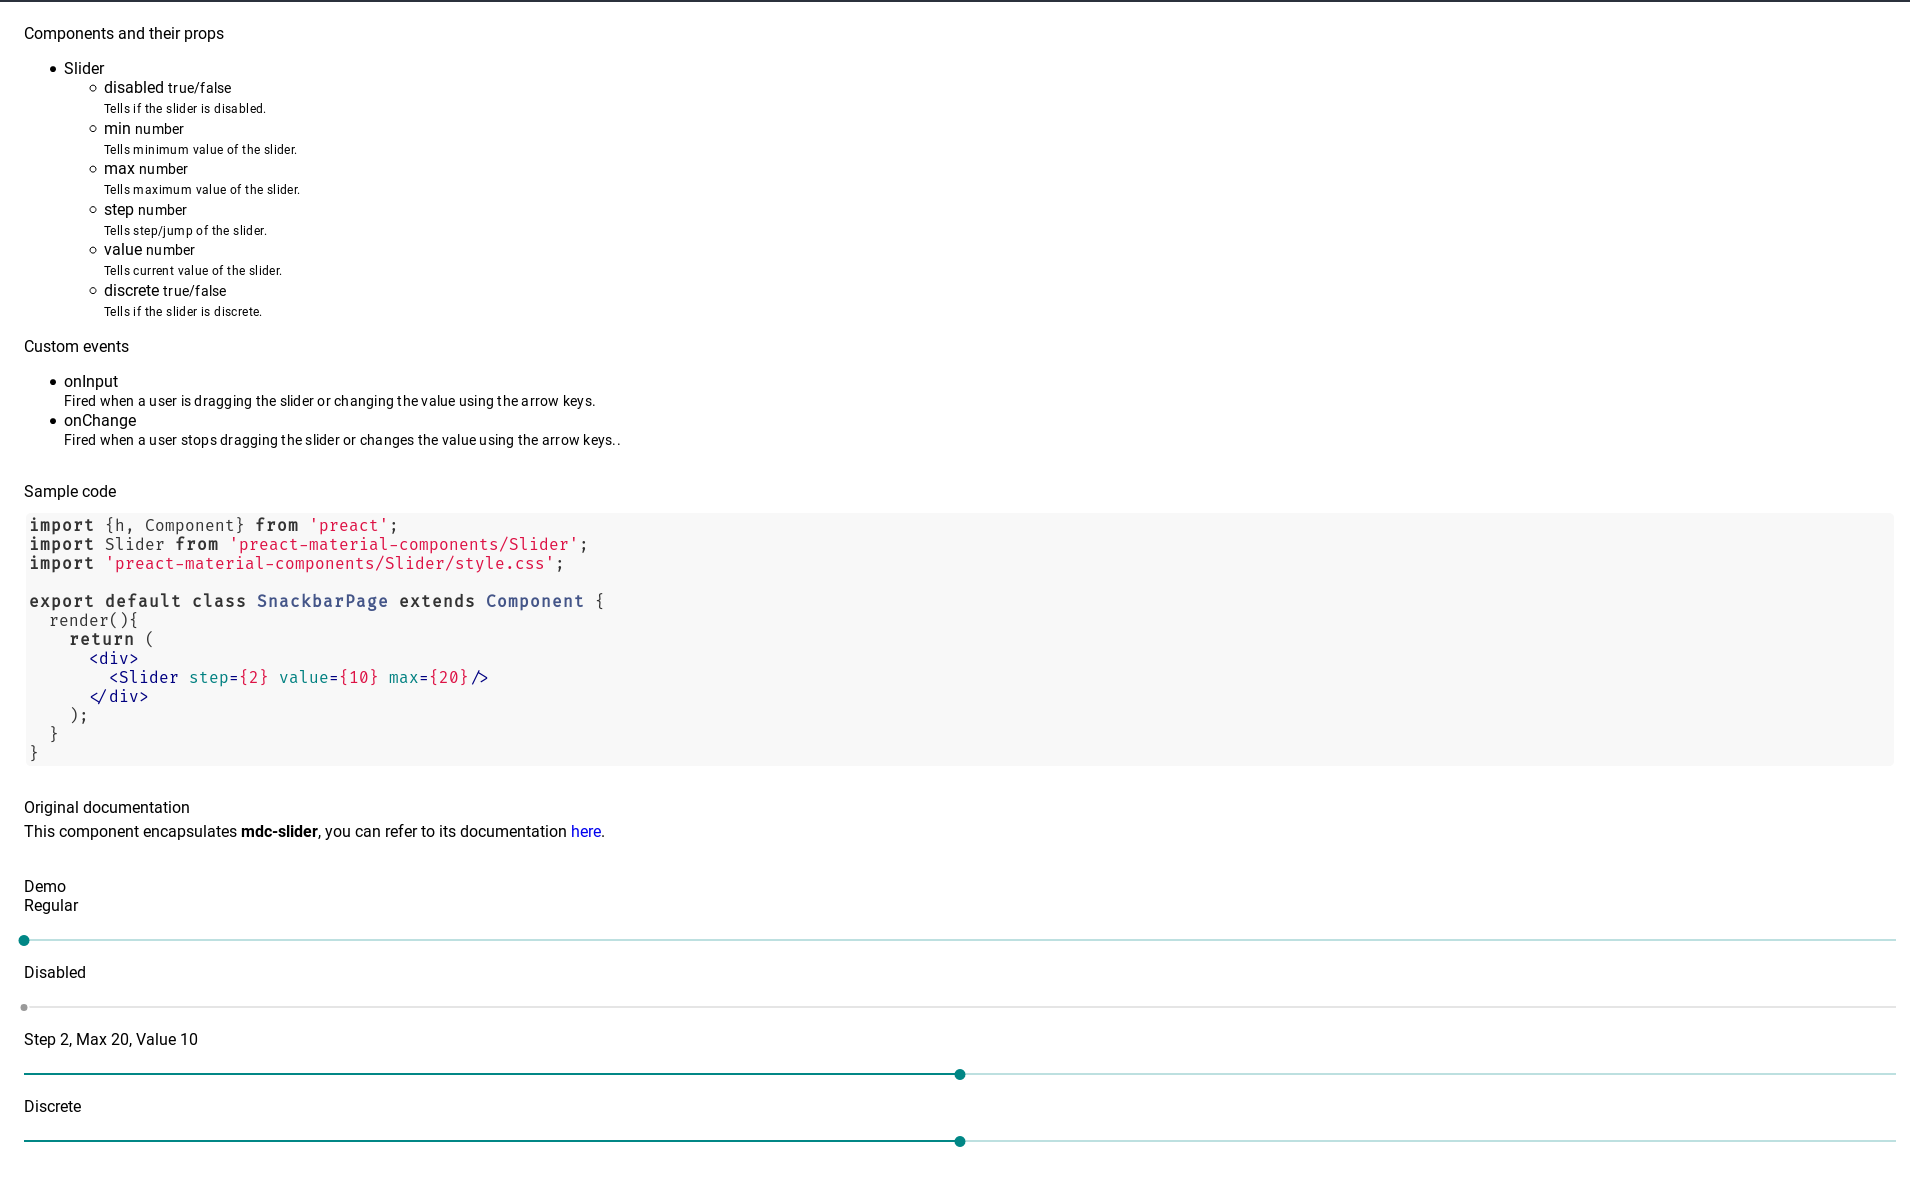 Components and their props
Slider
disabled true/false
Tells if the slider is disabled.
min number
Tells minimum value of the slider.
max number
Tells maximum value of the slider.
step number
Tells step/jump of the slider.
value number
Tells current value of the slider.
discrete true/false
Tells if the slider is discrete.
Custom events
onInput
Fired when a user is dragging the slider or changing the value using the arrow keys.
onChange
Fired when a user stops dragging the slider or changes the value using the arrow keys..
Sample code
import {h, Component} from 'preact';
import Slider from 'preact-material-components/Slider';
import 'preact-material-components/Slider/style.css';
export default class SnackbarPage extends Component {
render(){
return (
<div>
<Slider step={2} value={10} max={20}/>
</div>
);
}
}
Original documentation
This component encapsulates mdc-slider, you can refer to its documentation here.
Demo
Regular
Disabled
Step 2, Max 20, Value 10
Discrete